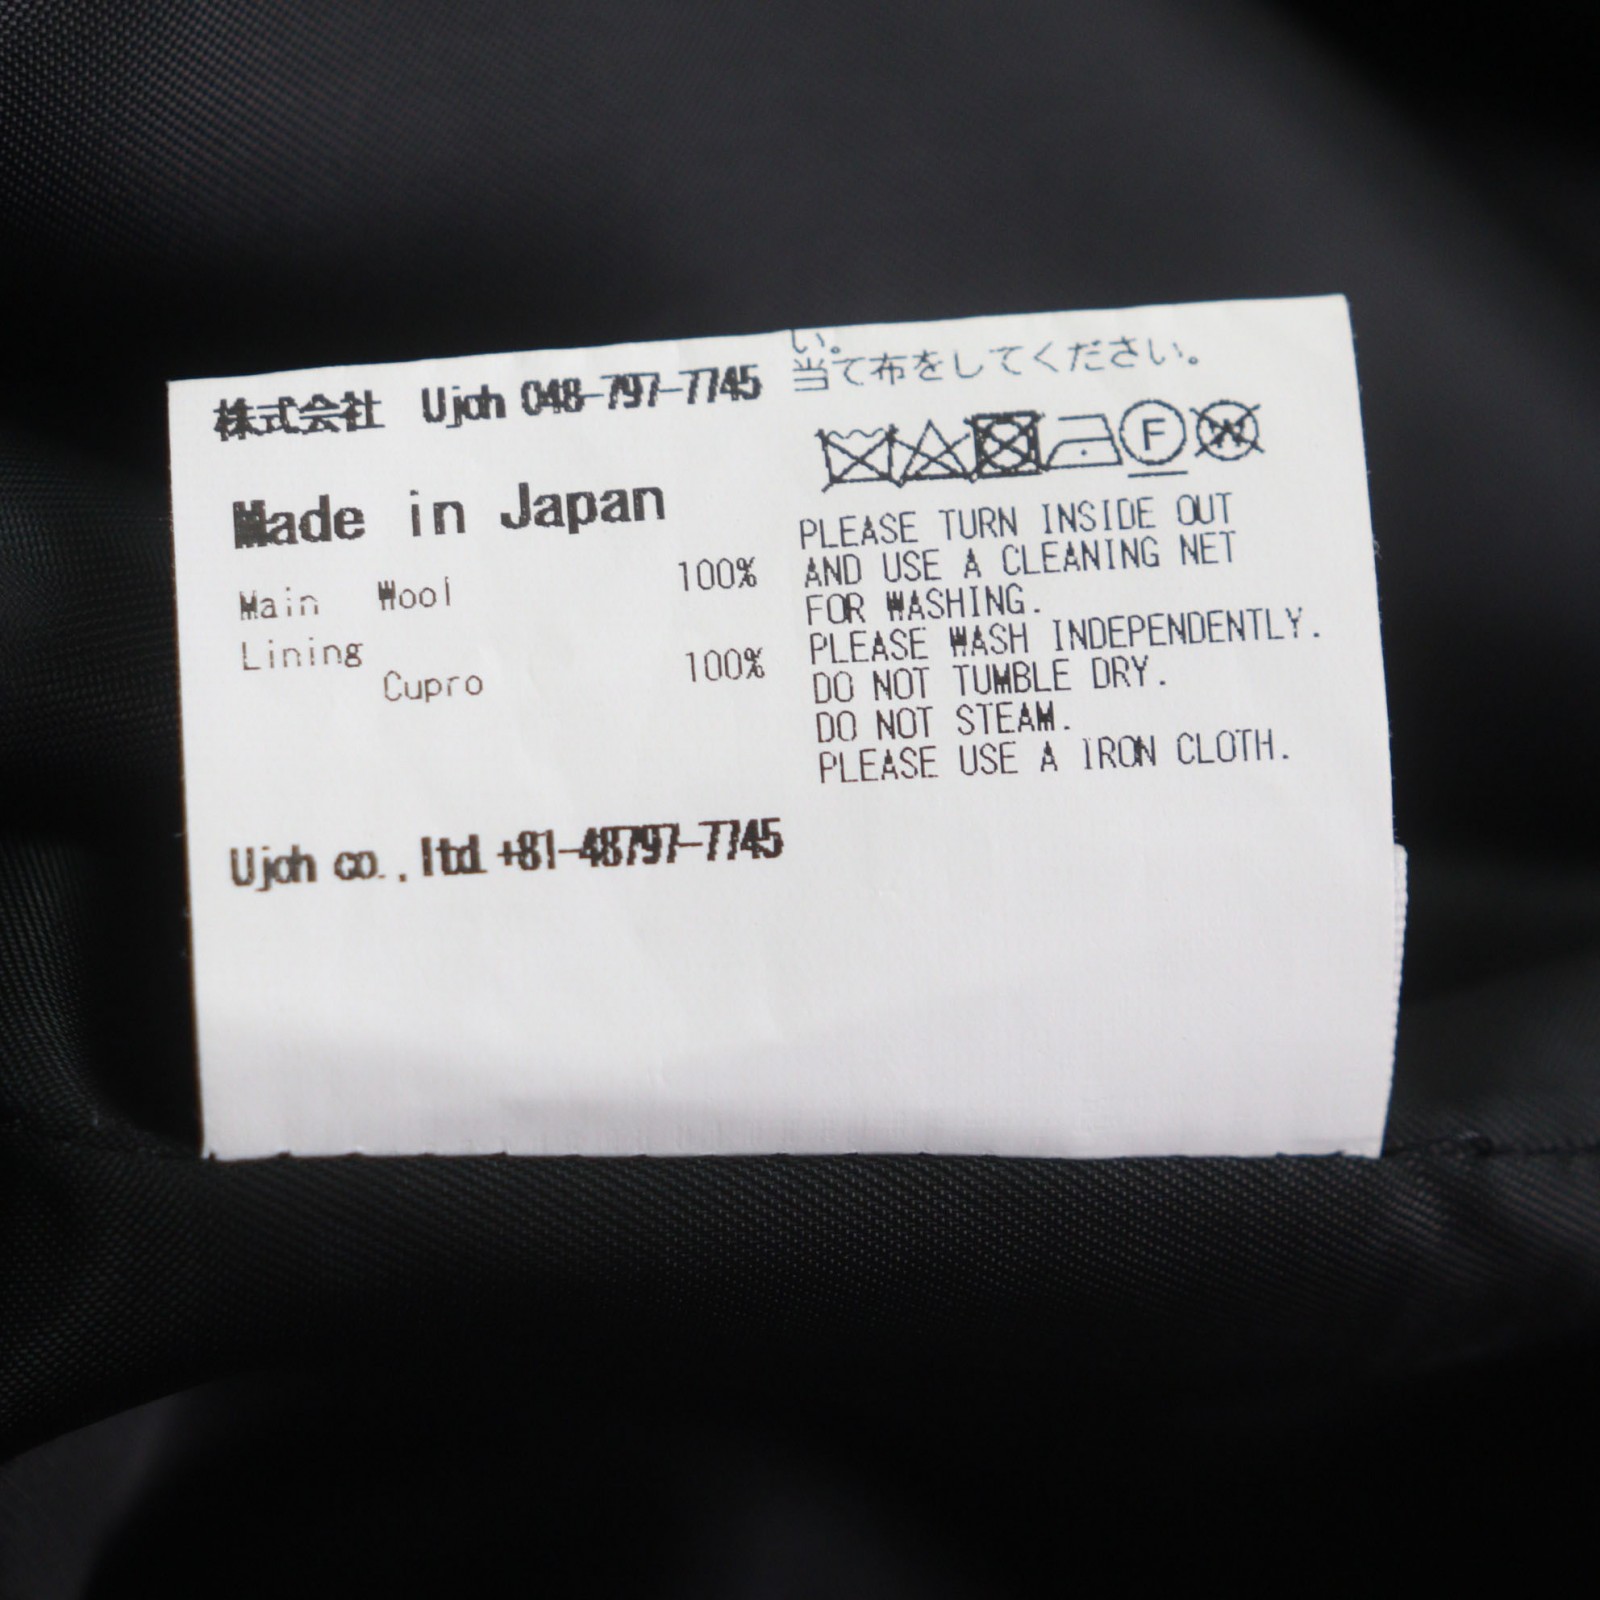 株式会社 Ujoh 048-797-7745
Made in Japan
Main Wool 100%
Lining
Cupro 100%
Ujoh co., ltd. +81-48797-7745
い。
当て布をしてください。
F
W
PLEASE TURN INSIDE OUT
AND USE A CLEANING NET
FOR WASHING.
PLEASE WASH INDEPENDENTLY.
DO NOT TUMBLE DRY.
DO NOT STEAM.
PLEASE USE A IRON CLOTH.